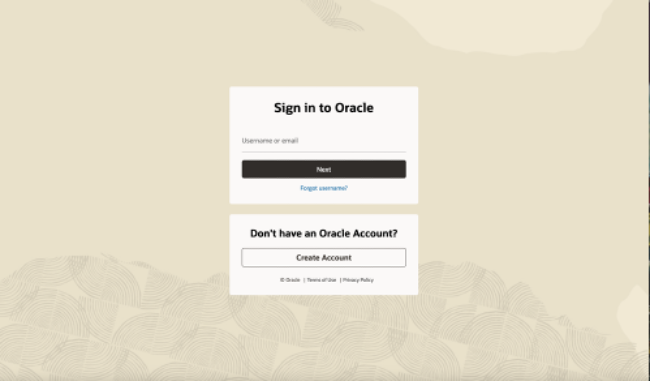 Sign in to Oracle
Username or email
Next
Forgot username?
Don't have an Oracle Account?
Create Account
© Oracle | Terms of Use | Privacy Policy